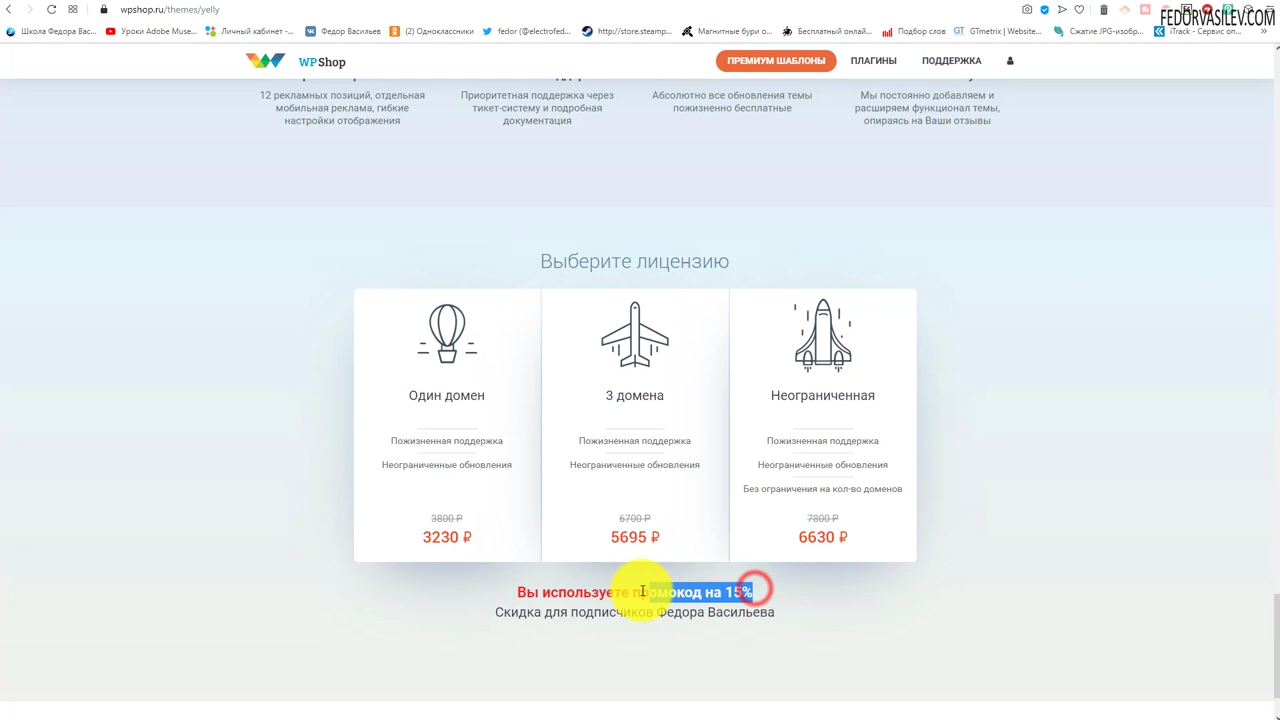 wpshop.ru/themes/yelly
FEDORVASILEV.COM
Школа Федора Вас...
Уроки Adobe Muse...
Личный кабинет -...
Федор Васильев
(2) Одноклассники
fedor (@electrofed...
http://store.steamp...
Магнитные бури о...
Бесплатный онлай...
Подбор слов
GTmetrix | Website...
Сжатие JPG-изобр...
iTrack - Сервис оп...
WPShop
ПРЕМИУМ ШАБЛОНЫ
ПЛАГИНЫ
ПОДДЕРЖКА
12 рекламных позиций, отдельная
мобильная реклама, гибкие
настройки отображения
Приоритетная поддержка через
тикет-систему и подробная
документация
Абсолютно все обновления темы
пожизненно бесплатные
Мы постоянно добавляем и
расширяем функционал темы,
опираясь на Ваши отзывы
Выберите лицензию
Один домен
Пожизненная поддержка
Неограниченные обновления
3800 Р
3230 ₽
3 домена
Пожизненная поддержка
Неограниченные обновления
6700 Р
5695 ₽
Неограниченная
Пожизненная поддержка
Неограниченные обновления
Без ограничения на кол-во доменов
7800 Р
6630 ₽
Вы используете промокод на 15%
Скидка для подписчиков Федора Васильева